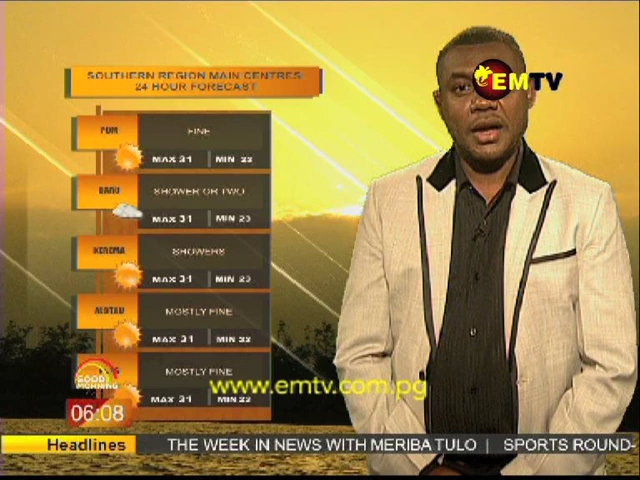 EMTV
SOUTHERN REGION MAIN CENTRES
24 HOUR FORECAST
POM
FINE
MAX 31 | MIN 22
DARU
SHOWER OR TWO
MAX 31 | MIN 23
KEREMA
SHOWERS
MAX 31 | MIN 23
ALOTAU
MOSTLY FINE
MAX 31 | MIN 22
MOSTLY FINE
MAX 31 | MIN 22
GOOD
MORNING
www.emtv.com.pg
06:08
Headlines THE WEEK IN NEWS WITH MERIBA TULO | SPORTS ROUND-